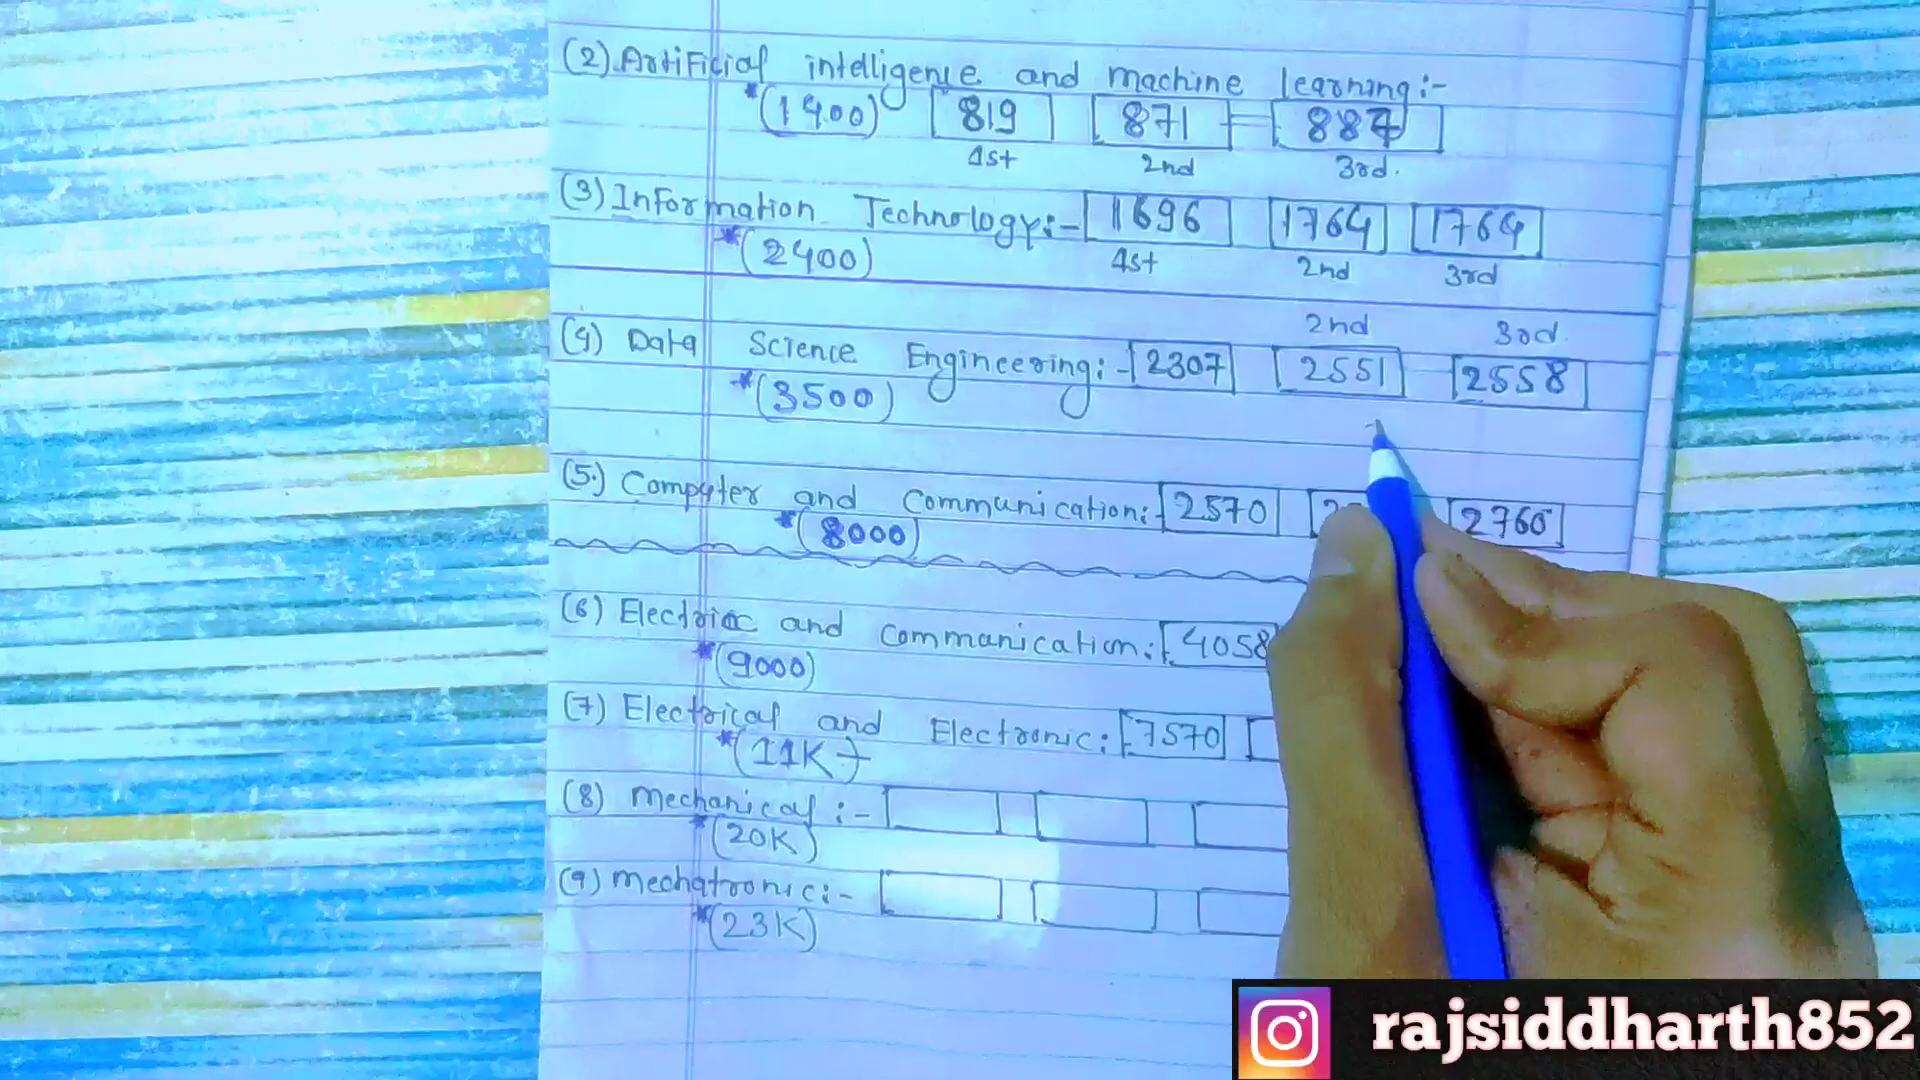 (2) Artificial intelligence and machine learning:-
*(1400) 819 871 887
1st 2nd 3rd.
(3) Information Technology:- 1696 1764 1764
*(2400) 1st 2nd 3rd
2nd 3rd
(4) Data Science Engineering:- 2307 2551 2558
*(3500)
(5.) Computer and Communication:- 2570 2760
*(8000)
(6) Electric and Communication: 4058
*(9000)
(7) Electrical and Electronic: 7570
*(11K)
(8) Mechanical :-
*(20K)
(9) Mechatronic:-
*(23K)
rajsiddharth852